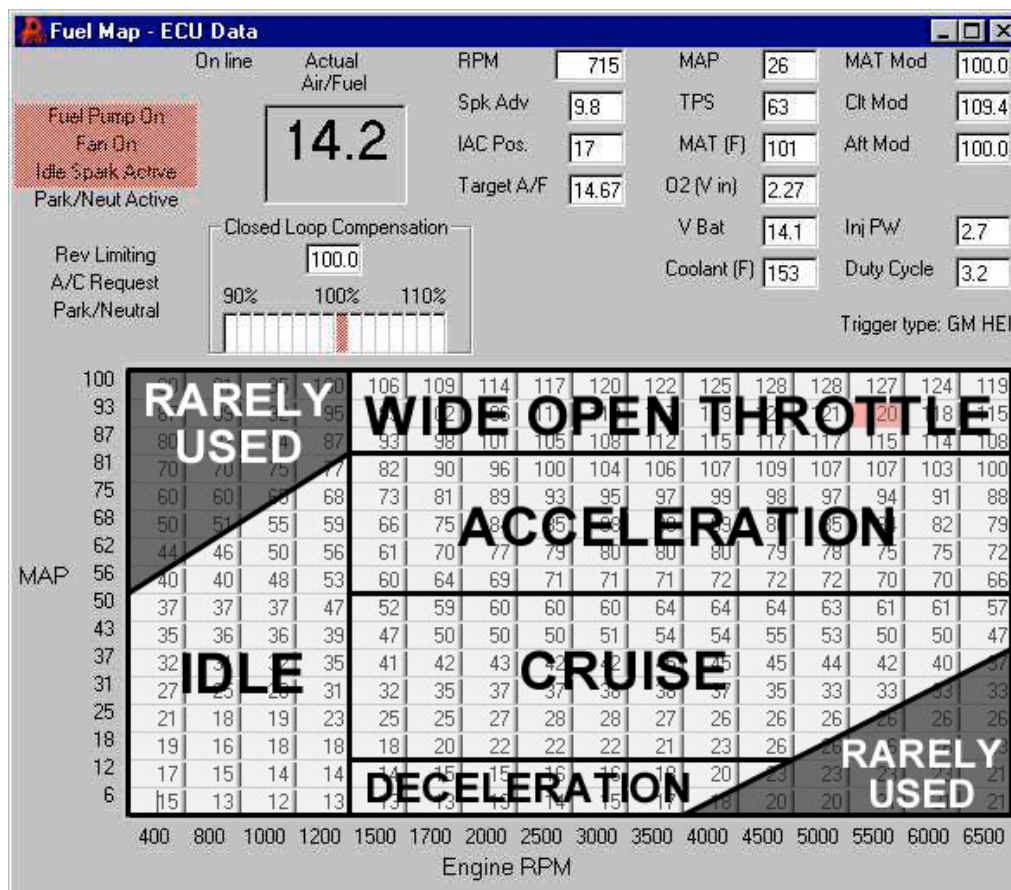 Fuel Map - ECU Data
On line Actual Air/Fuel RPM 715 MAP 26 MAT Mod 100.0
Fuel Pump On 14.2 Spk Adv 9.8 TPS 63 Clt Mod 109.4
Fan On IAC Pos. 17 MAT (F) 101 Aft Mod 100.0
Idle Spark Active Target A/F 14.67 O2 (V in) 2.27
Park/Neut Active
Closed Loop Compensation V Bat 14.1 Inj PW 2.7
Rev Limiting 100.0 Coolant (F) 153 Duty Cycle 3.2
A/C Request
Park/Neutral 90% 100% 110%
Trigger type: GM HEI
RARELY USED
WIDE OPEN THROTTLE
ACCELERATION
IDLE
CRUISE
DECELERATION
RARELY USED
MAP
100 106 109 114 117 120 122 125 128 128 127 124 119
93 115
87 87 93 98 101 105 108 112 115 117 117 115 114 108
81 70 70 75 77 82 90 96 100 104 106 107 109 107 107 103 100
75 60 60 68 73 81 89 93 95 97 99 98 97 94 91 88
68 50 51 55 59 66 75 82 79
62 44 46 50 56 61 70 77 79 80 80 80 79 78 75 75 72
56 40 40 48 53 60 64 69 71 71 71 72 72 72 70 70 66
50 37 37 37 47 52 59 60 60 60 64 64 64 63 61 61 57
43 35 36 36 39 47 50 50 50 51 54 54 55 53 50 50 47
37 32 35 41 42 43 45 44 42 40 37
31 27 31 32 35 37 37 35 33 33 33 33
25 21 18 19 23 25 25 27 28 28 27 26 26 26 26 26 26
18 19 16 18 18 18 20 22 22 22 21 23 26
12 17 15 14 14 20 23 23 21
6 15 13 12 13 18 20 20 21
400 800 1000 1200 1500 1700 2000 2500 3000 3500 4000 4500 5000 5500 6000 6500
Engine RPM